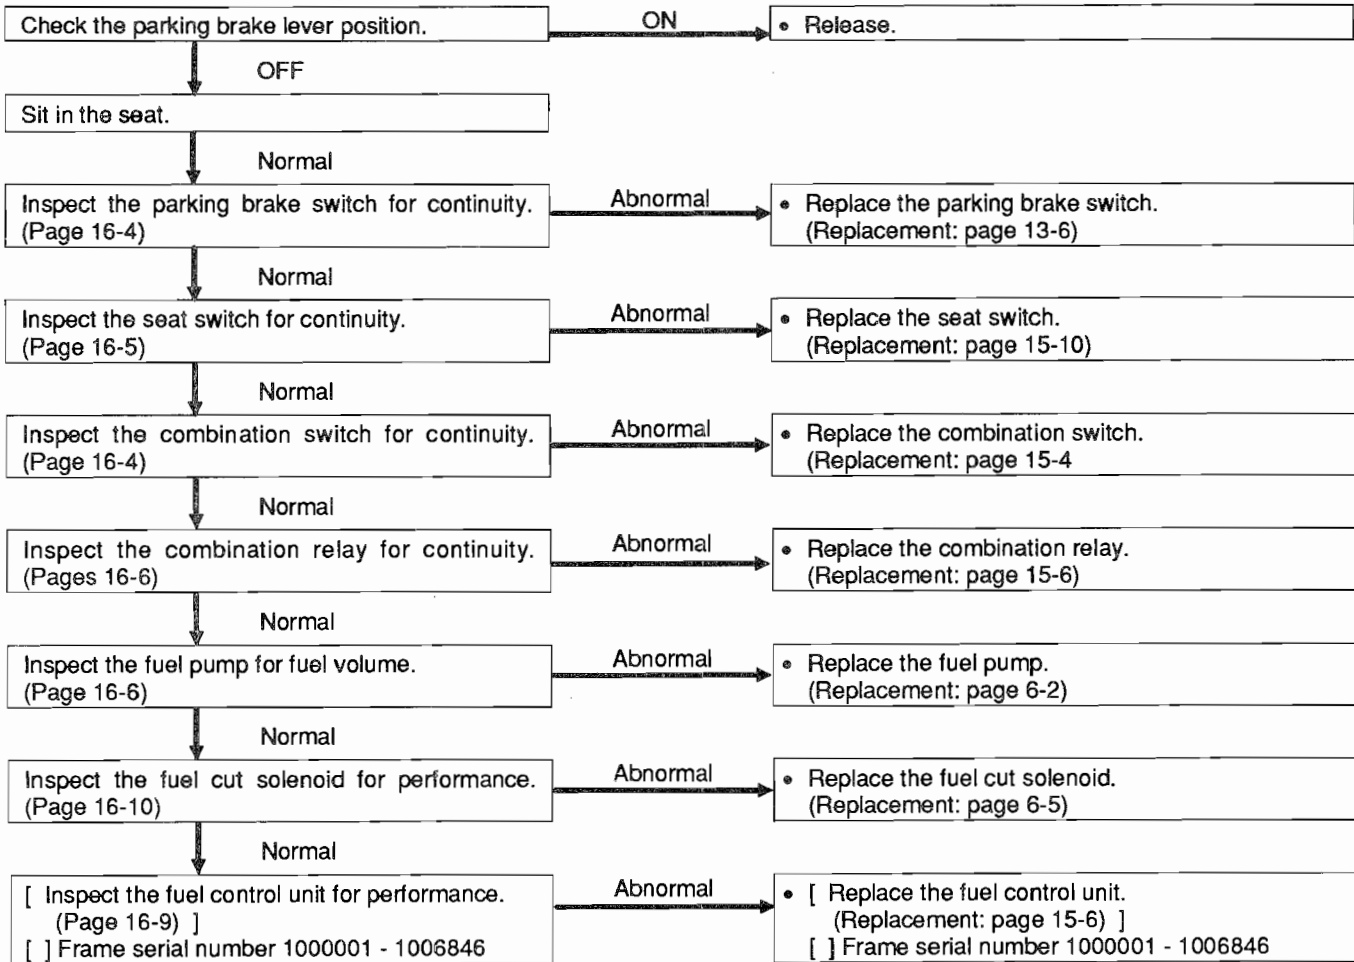 Check the parking brake lever position.
ON
• Release.
OFF
Sit in the seat.
Normal
Inspect the parking brake switch for continuity.
(Page 16-4)
Abnormal
• Replace the parking brake switch.
(Replacement: page 13-6)
Normal
Inspect the seat switch for continuity.
(Page 16-5)
Abnormal
• Replace the seat switch.
(Replacement: page 15-10)
Normal
Inspect the combination switch for continuity.
(Page 16-4)
Abnormal
• Replace the combination switch.
(Replacement: page 15-4
Normal
Inspect the combination relay for continuity.
(Pages 16-6)
Abnormal
• Replace the combination relay.
(Replacement: page 15-6)
Normal
Inspect the fuel pump for fuel volume.
(Page 16-6)
Abnormal
• Replace the fuel pump.
(Replacement: page 6-2)
Normal
Inspect the fuel cut solenoid for performance.
(Page 16-10)
Abnormal
• Replace the fuel cut solenoid.
(Replacement: page 6-5)
Normal
[ Inspect the fuel control unit for performance.
(Page 16-9) ]
[ ] Frame serial number 1000001 - 1006846
Abnormal
• [ Replace the fuel control unit.
(Replacement: page 15-6) ]
[ ] Frame serial number 1000001 - 1006846